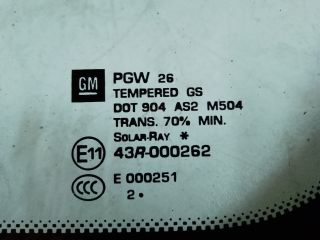 GM
PGW 26
TEMPERED GS
DOT 904 AS2 M504
TRANS. 70% MIN.
SOLAR-RAY *
E11 43R-000262
CCC E 000251
2 •